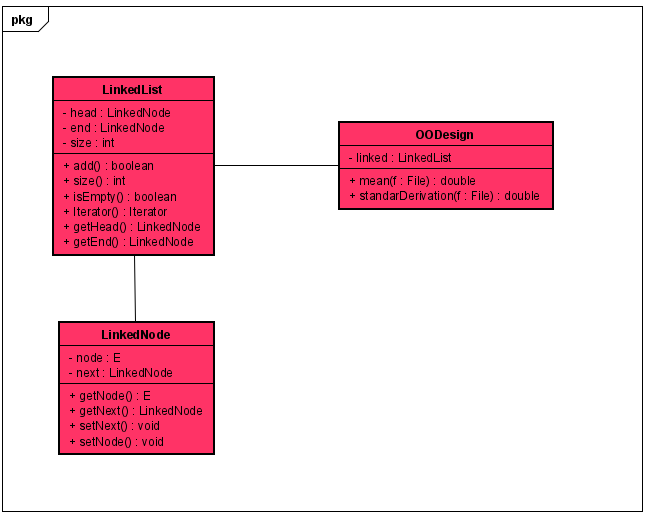 pkg
LinkedList
- head : LinkedNode
- end : LinkedNode
- size : int
+ add() : boolean
+ size() : int
+ isEmpty() : boolean
+ Iterator() : Iterator
+ getHead() : LinkedNode
+ getEnd() : LinkedNode
OODesign
- linked : LinkedList
+ mean(f : File) : double
+ standarDerivation(f : File) : double
LinkedNode
- node : E
- next : LinkedNode
+ getNode() : E
+ getNext() : LinkedNode
+ setNext() : void
+ setNode() : void